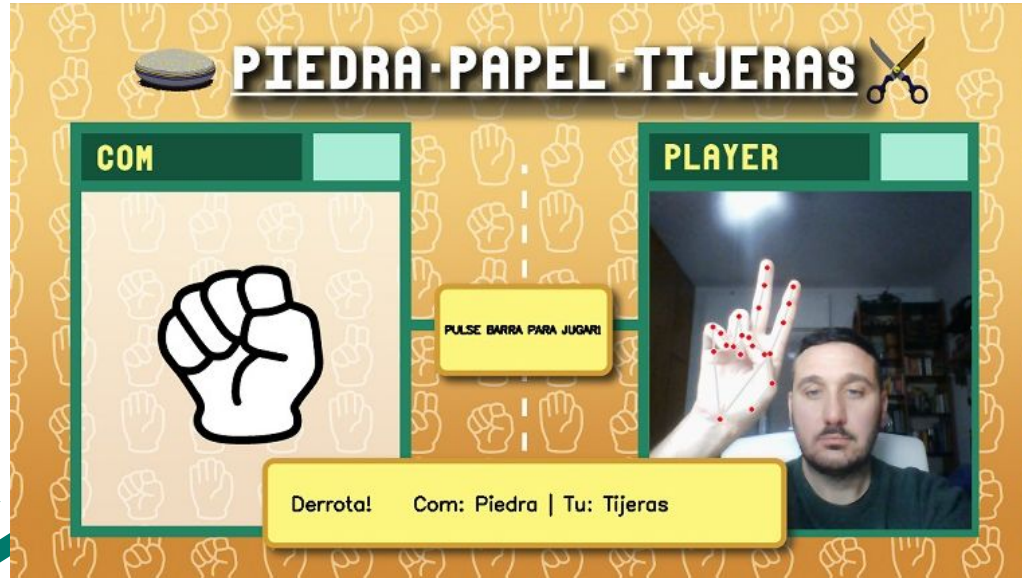 PIEDRA·PAPEL·TIJERAS
COM
PLAYER
PULSE BARRA PARA JUGAR!
Derrota! Com: Piedra | Tu: Tijeras